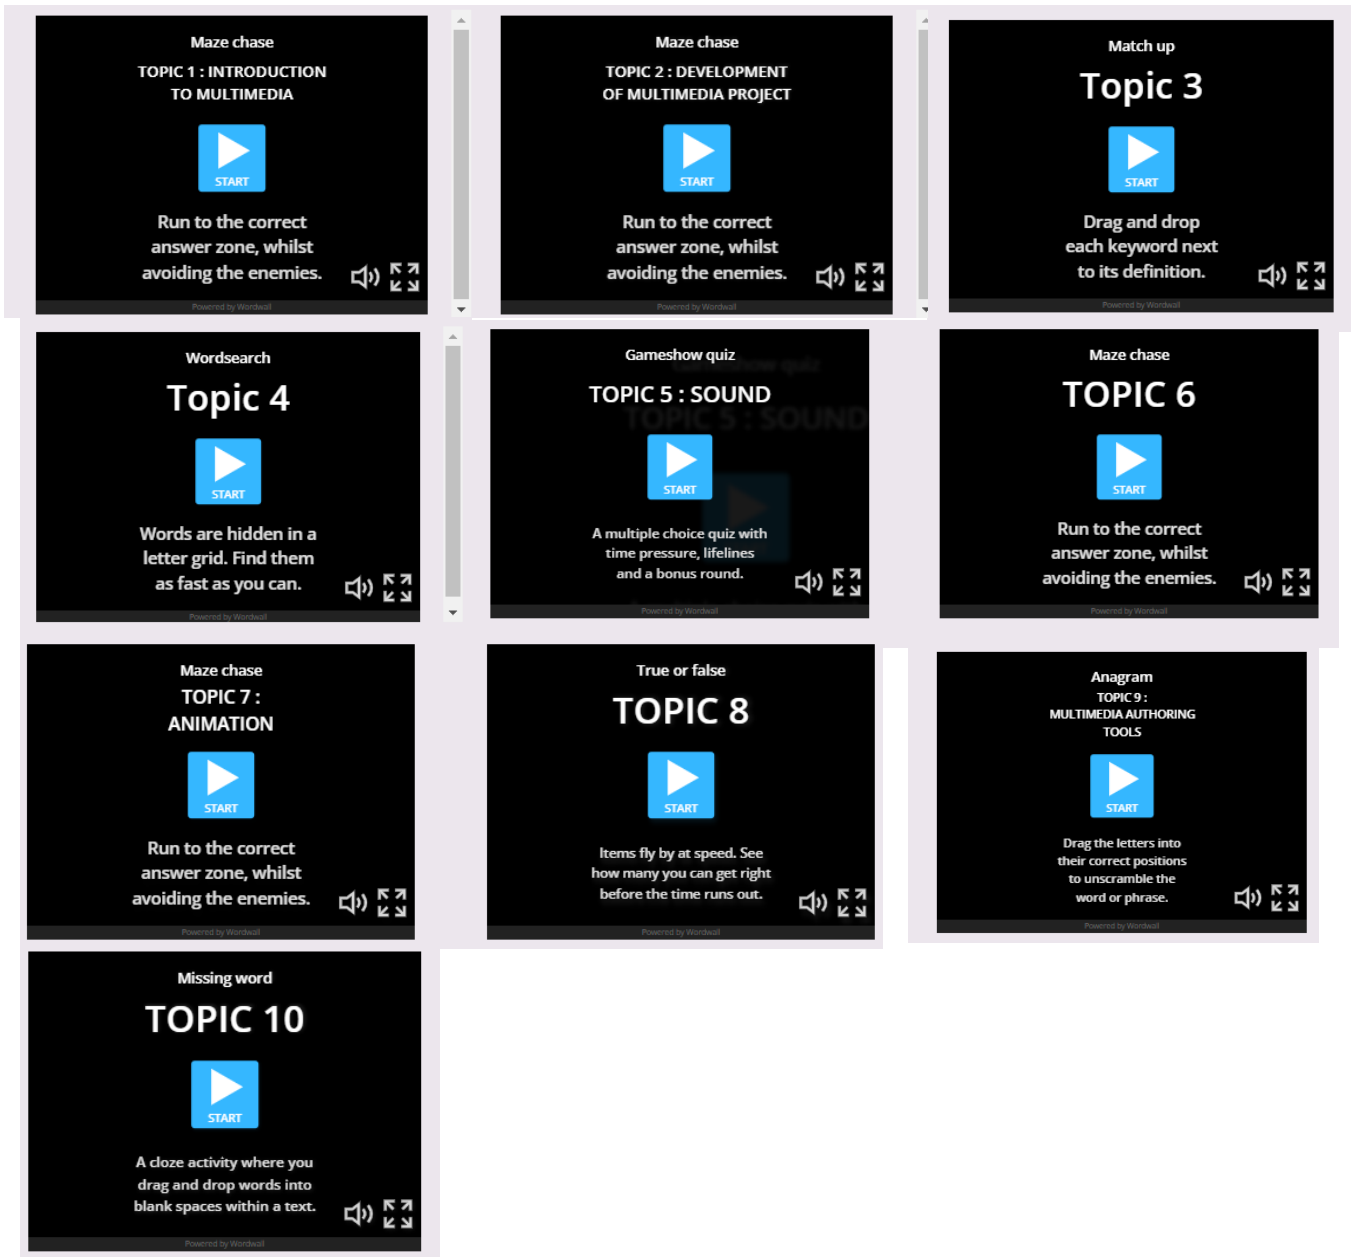 Maze chase
TOPIC 1 : INTRODUCTION
TO MULTIMEDIA
START
Run to the correct
answer zone, whilst
avoiding the enemies.
Powered by Wordwall
Maze chase
TOPIC 2 : DEVELOPMENT
OF MULTIMEDIA PROJECT
START
Run to the correct
answer zone, whilst
avoiding the enemies.
Powered by Wordwall
Match up
Topic 3
START
Drag and drop
each keyword next
to its definition.
Powered by Wordwall
Wordsearch
Topic 4
START
Words are hidden in a
letter grid. Find them
as fast as you can.
Powered by Wordwall
Gameshow quiz
Gameshow quiz
TOPIC 5 : SOUND
TOPIC 5 : SOUND
START
A multiple choice quiz with
time pressure, lifelines
and a bonus round.
Powered by Wordwall
Maze chase
TOPIC 6
START
Run to the correct
answer zone, whilst
avoiding the enemies.
Powered by Wordwall
Maze chase
TOPIC 7 :
ANIMATION
START
Run to the correct
answer zone, whilst
avoiding the enemies.
Powered by Wordwall
True or false
TOPIC 8
START
Items fly by at speed. See
how many you can get right
before the time runs out.
Powered by Wordwall
Anagram
TOPIC 9 :
MULTIMEDIA AUTHORING
TOOLS
START
Drag the letters into
their correct positions
to unscramble the
word or phrase.
Powered by Wordwall
Missing word
TOPIC 10
START
A cloze activity where you
drag and drop words into
blank spaces within a text.
Powered by Wordwall